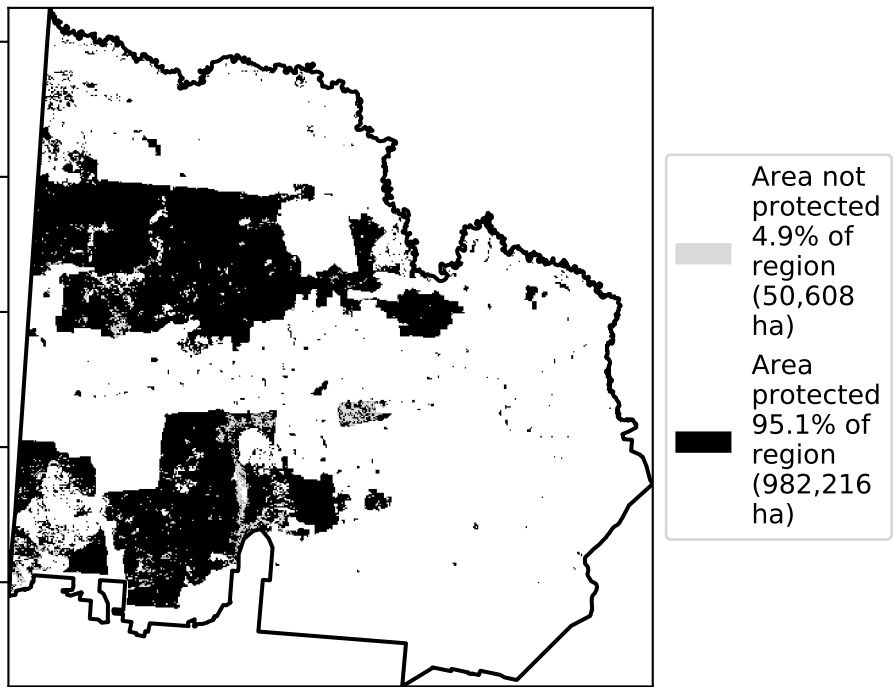 Area not
protected
4.9% of
region
(50,608
ha)
Area
protected
95.1% of
region
(982,216
ha)